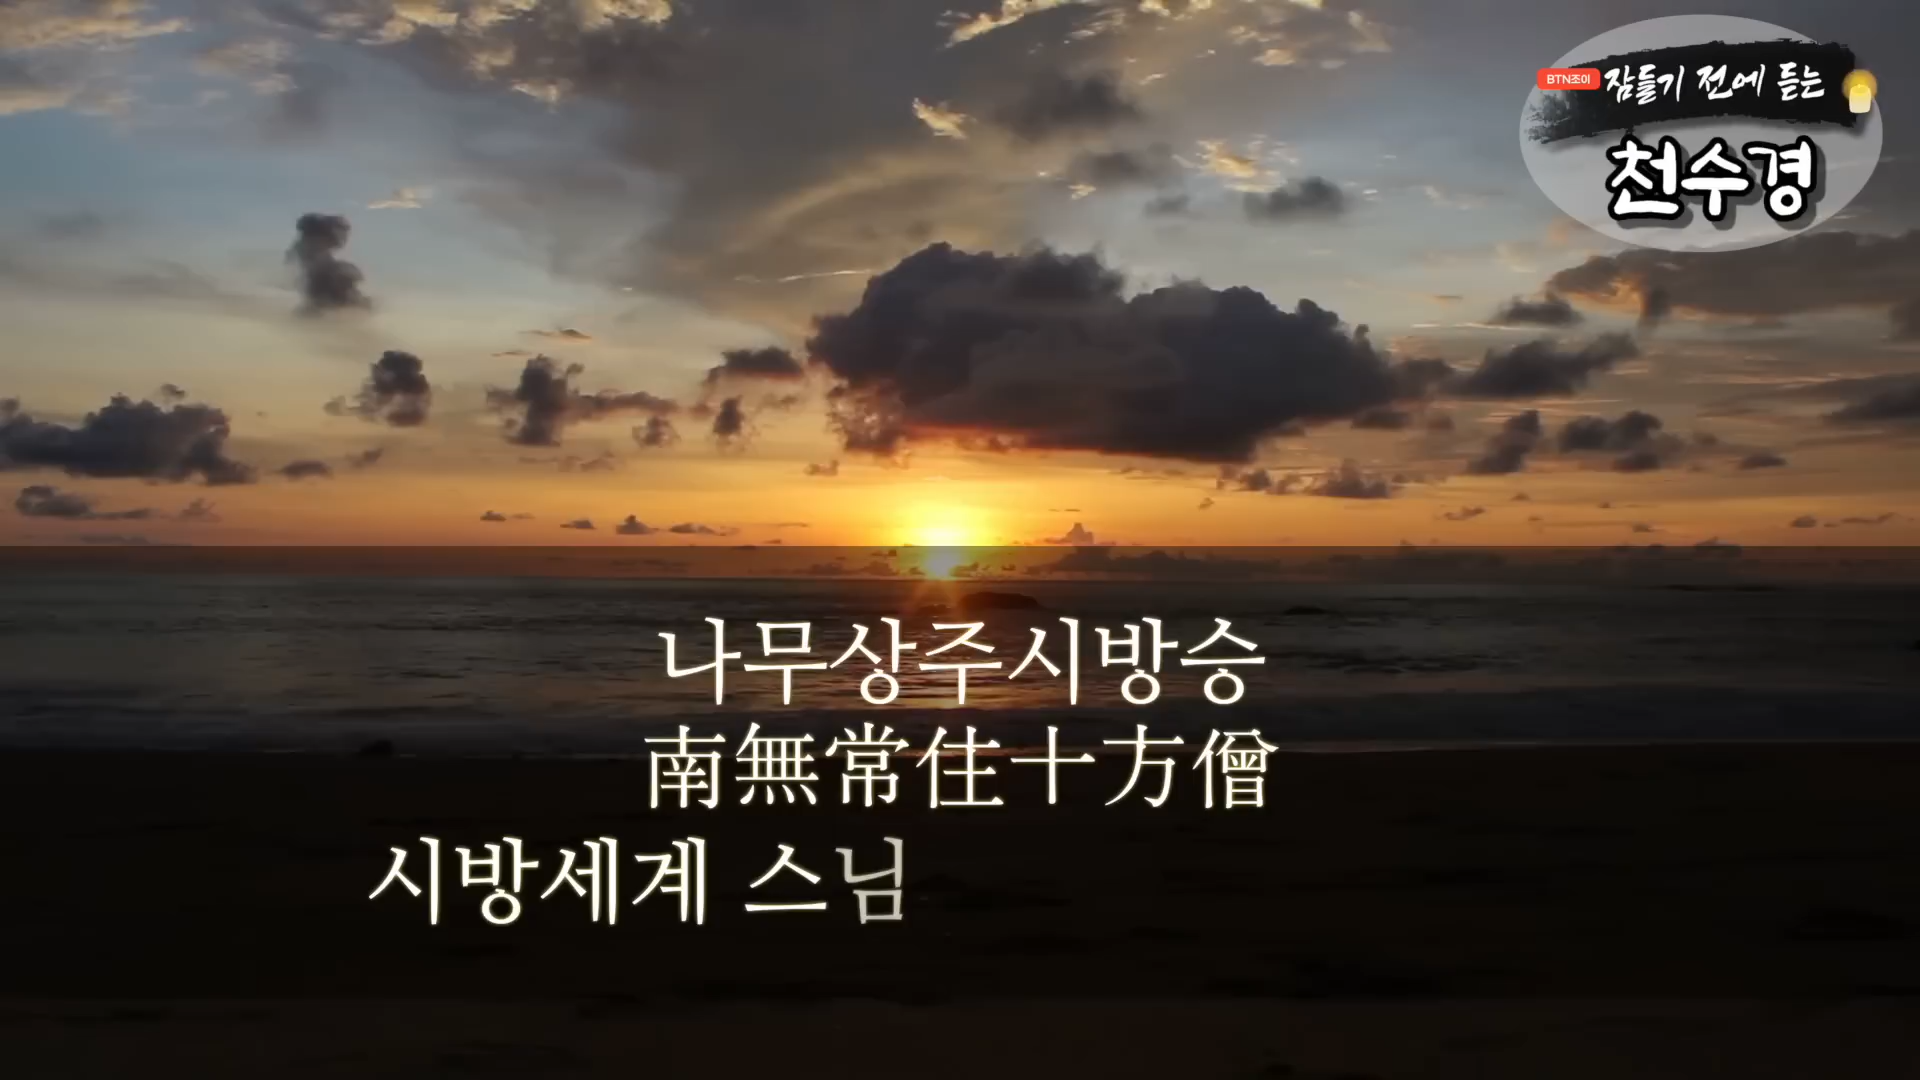 BTN조이
잠들기 전에 듣는
천수경
나무상주시방승
南無常住十方僧
시방세계 스님